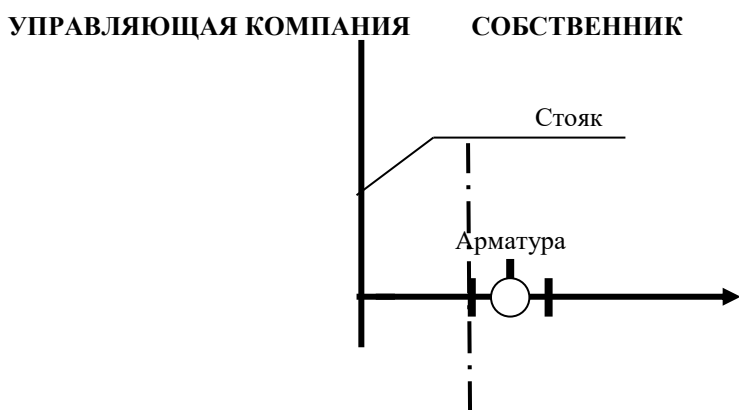 УПРАВЛЯЮЩАЯ КОМПАНИЯ СОБСТВЕННИК
Стояк
Арматура